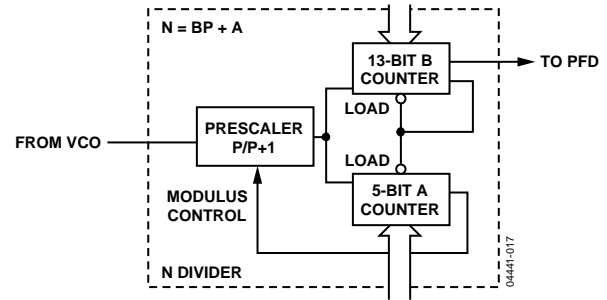 N = BP + A
13-BIT B
COUNTER
TO PFD
LOAD
PRESCALER
P/P+1
FROM VCO
LOAD
MODULUS
CONTROL
5-BIT A
COUNTER
N DIVIDER
04441-017